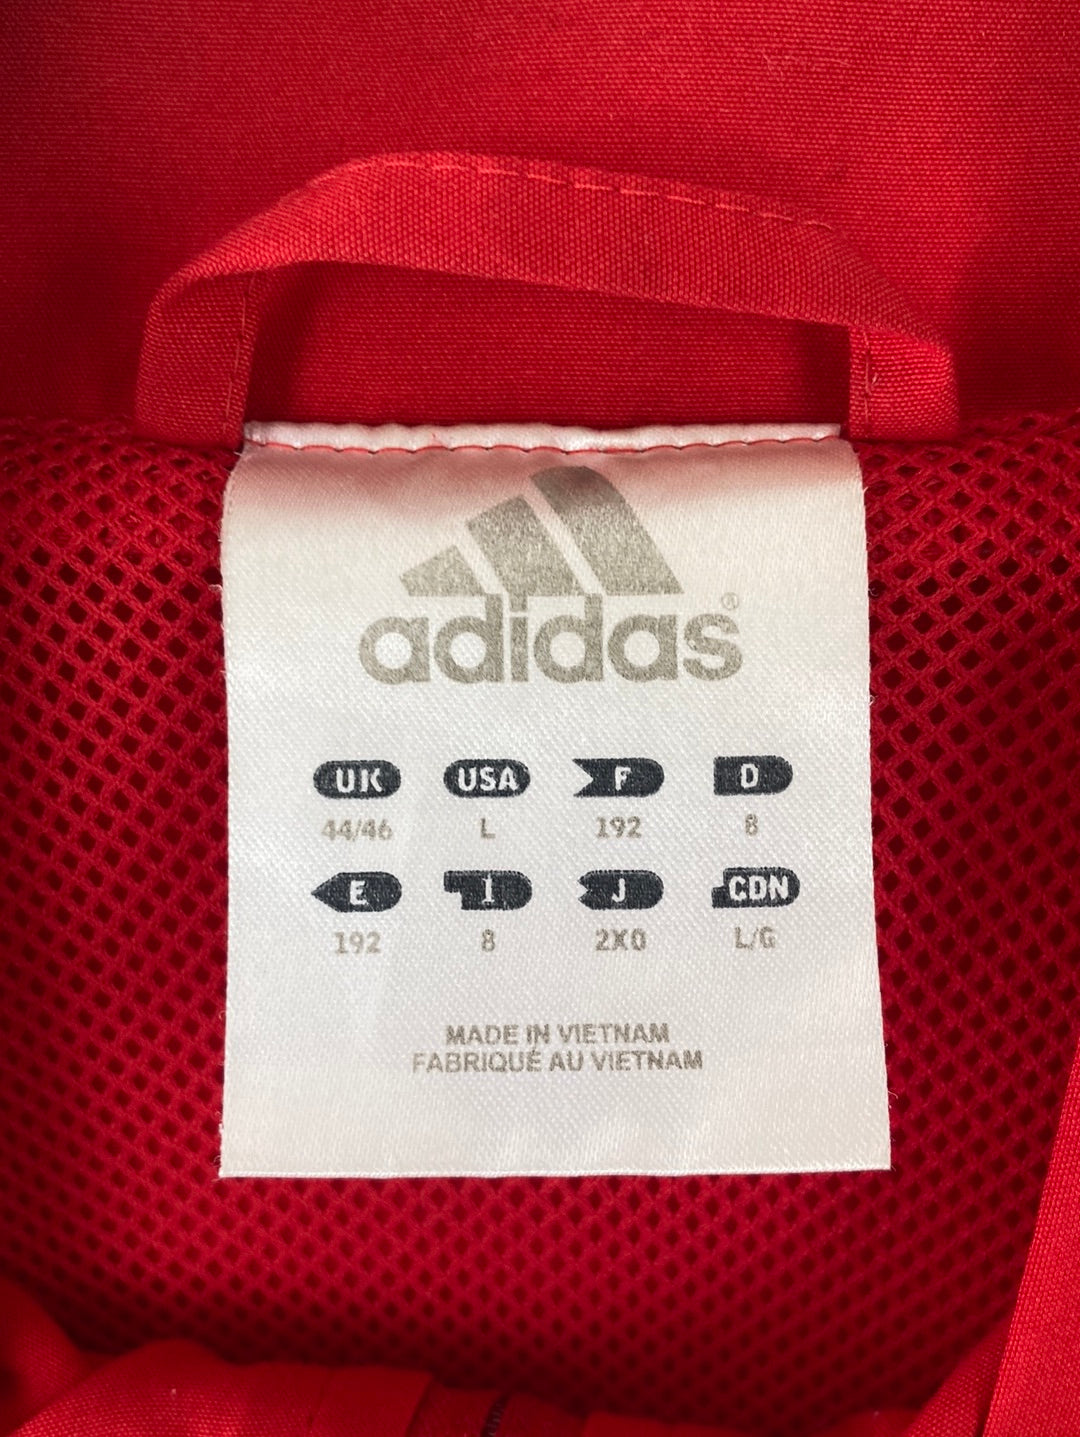 adidas®
UK USA F D
44/46 L 192 8
E I J CDN
192 8 2XO L/G
MADE IN VIETNAM
FABRIQUÉ AU VIETNAM